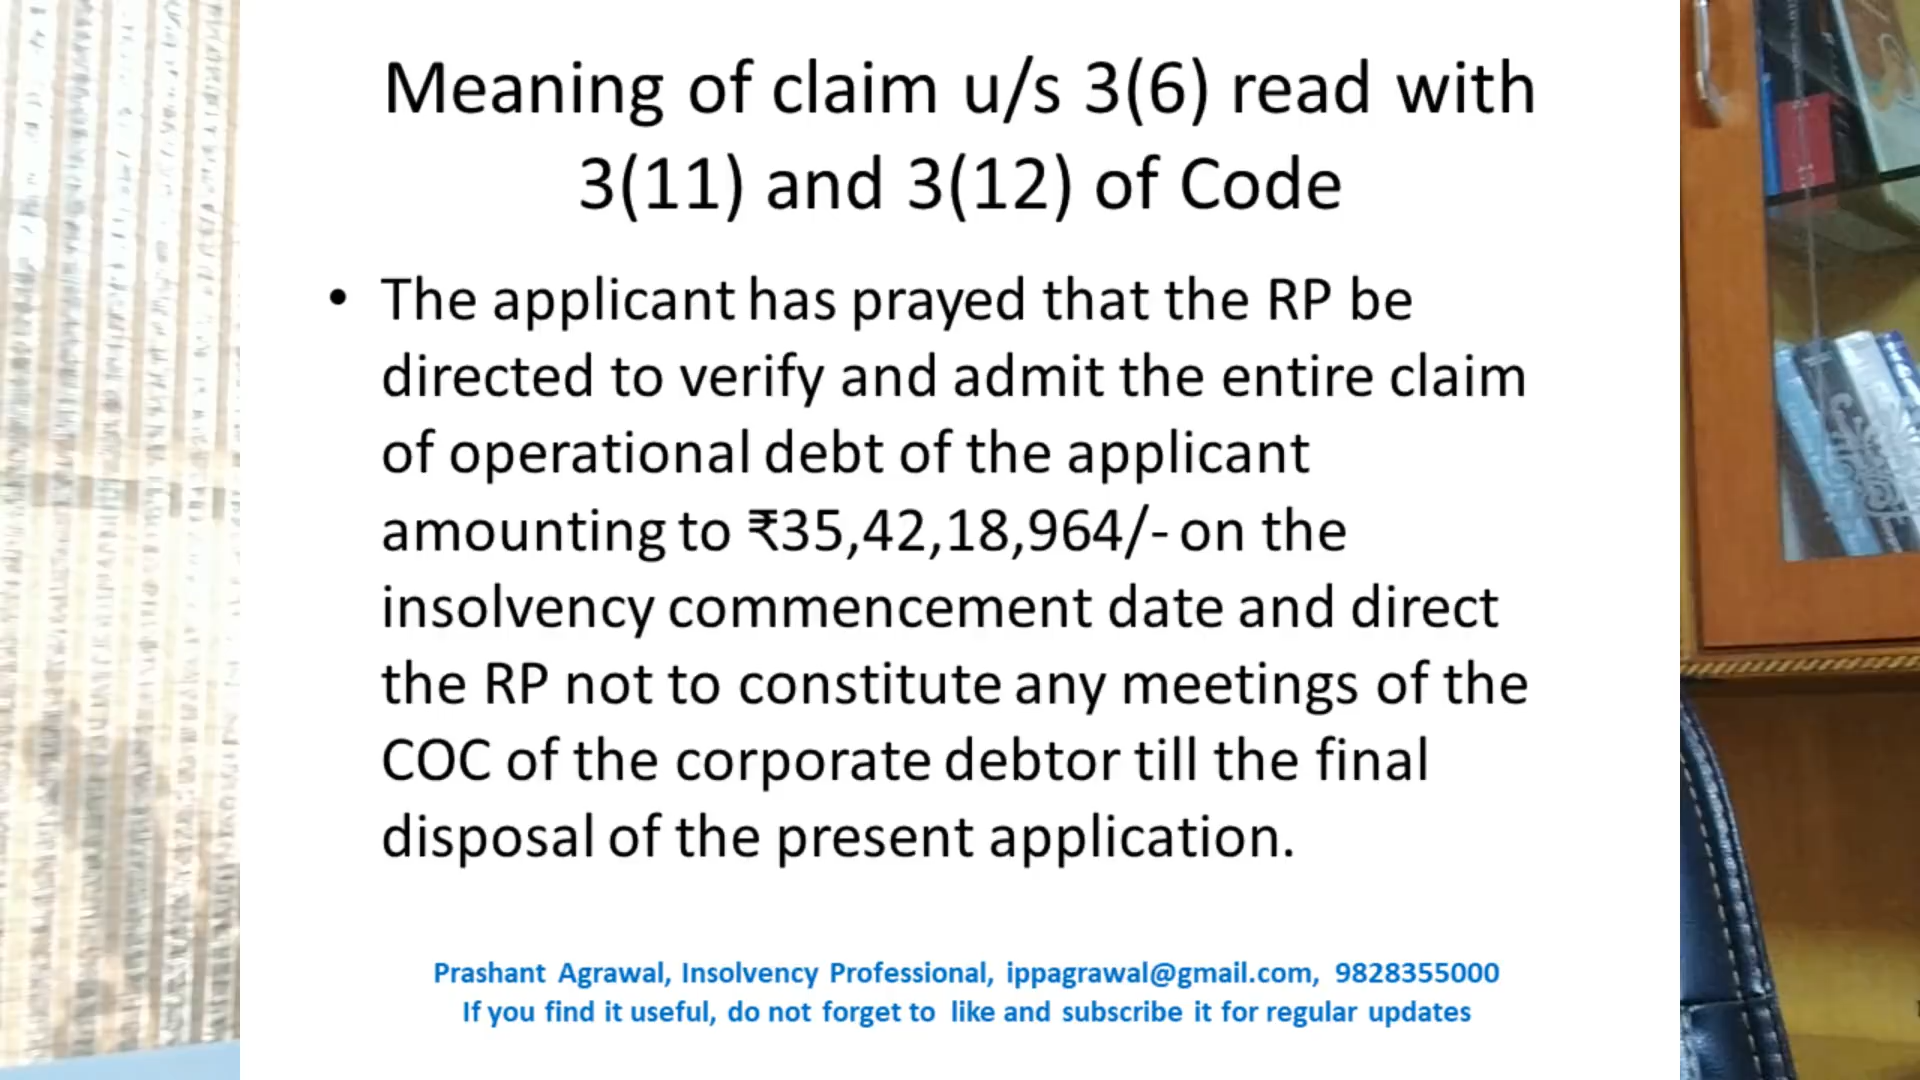 Meaning of claim u/s 3(6) read with
3(11) and 3(12) of Code
• The applicant has prayed that the RP be
directed to verify and admit the entire claim
of operational debt of the applicant
amounting to ₹35,42,18,964/- on the
insolvency commencement date and direct
the RP not to constitute any meetings of the
COC of the corporate debtor till the final
disposal of the present application.
Prashant Agrawal, Insolvency Professional, ippagrawal@gmail.com, 9828355000
If you find it useful, do not forget to like and subscribe it for regular updates